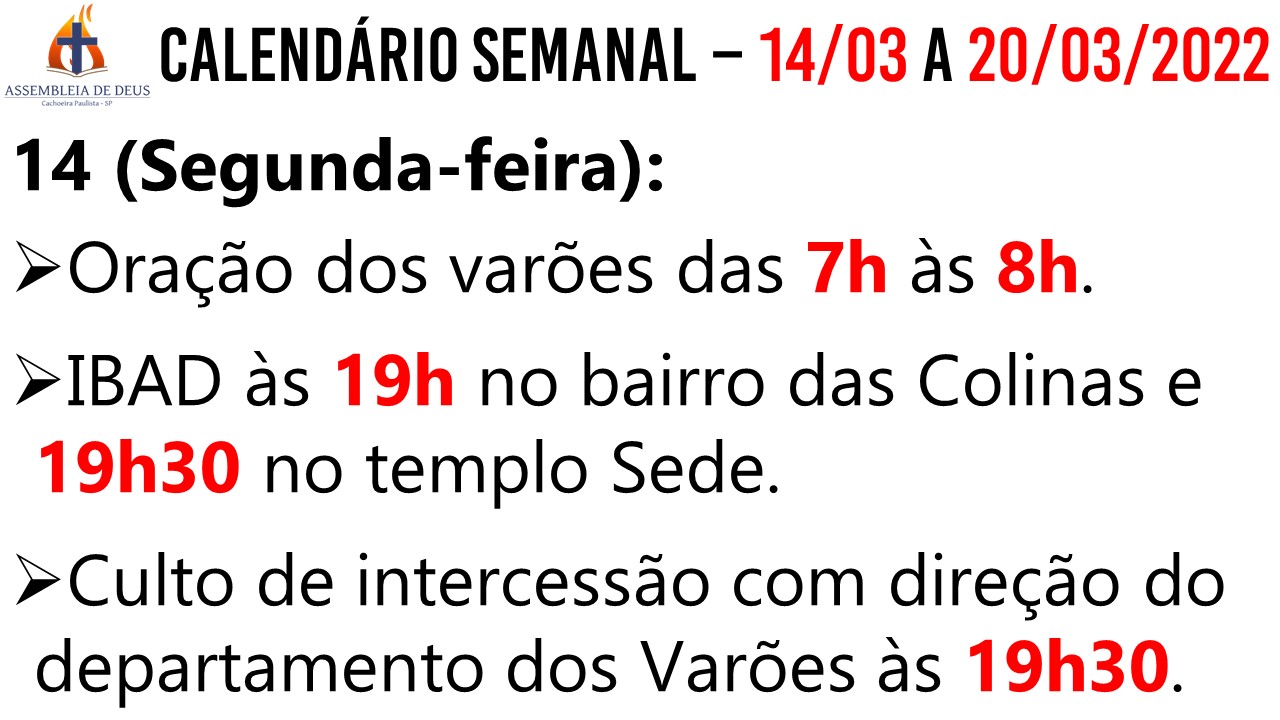 ASSEMBLEIA DE DEUS
Cachoeira Paulista - SP
CALENDÁRIO SEMANAL – 14/03 A 20/03/2022
14 (Segunda-feira):
➢Oração dos varões das 7h às 8h.
➢IBAD às 19h no bairro das Colinas e
19h30 no templo Sede.
➢Culto de intercessão com direção do
departamento dos Varões às 19h30.